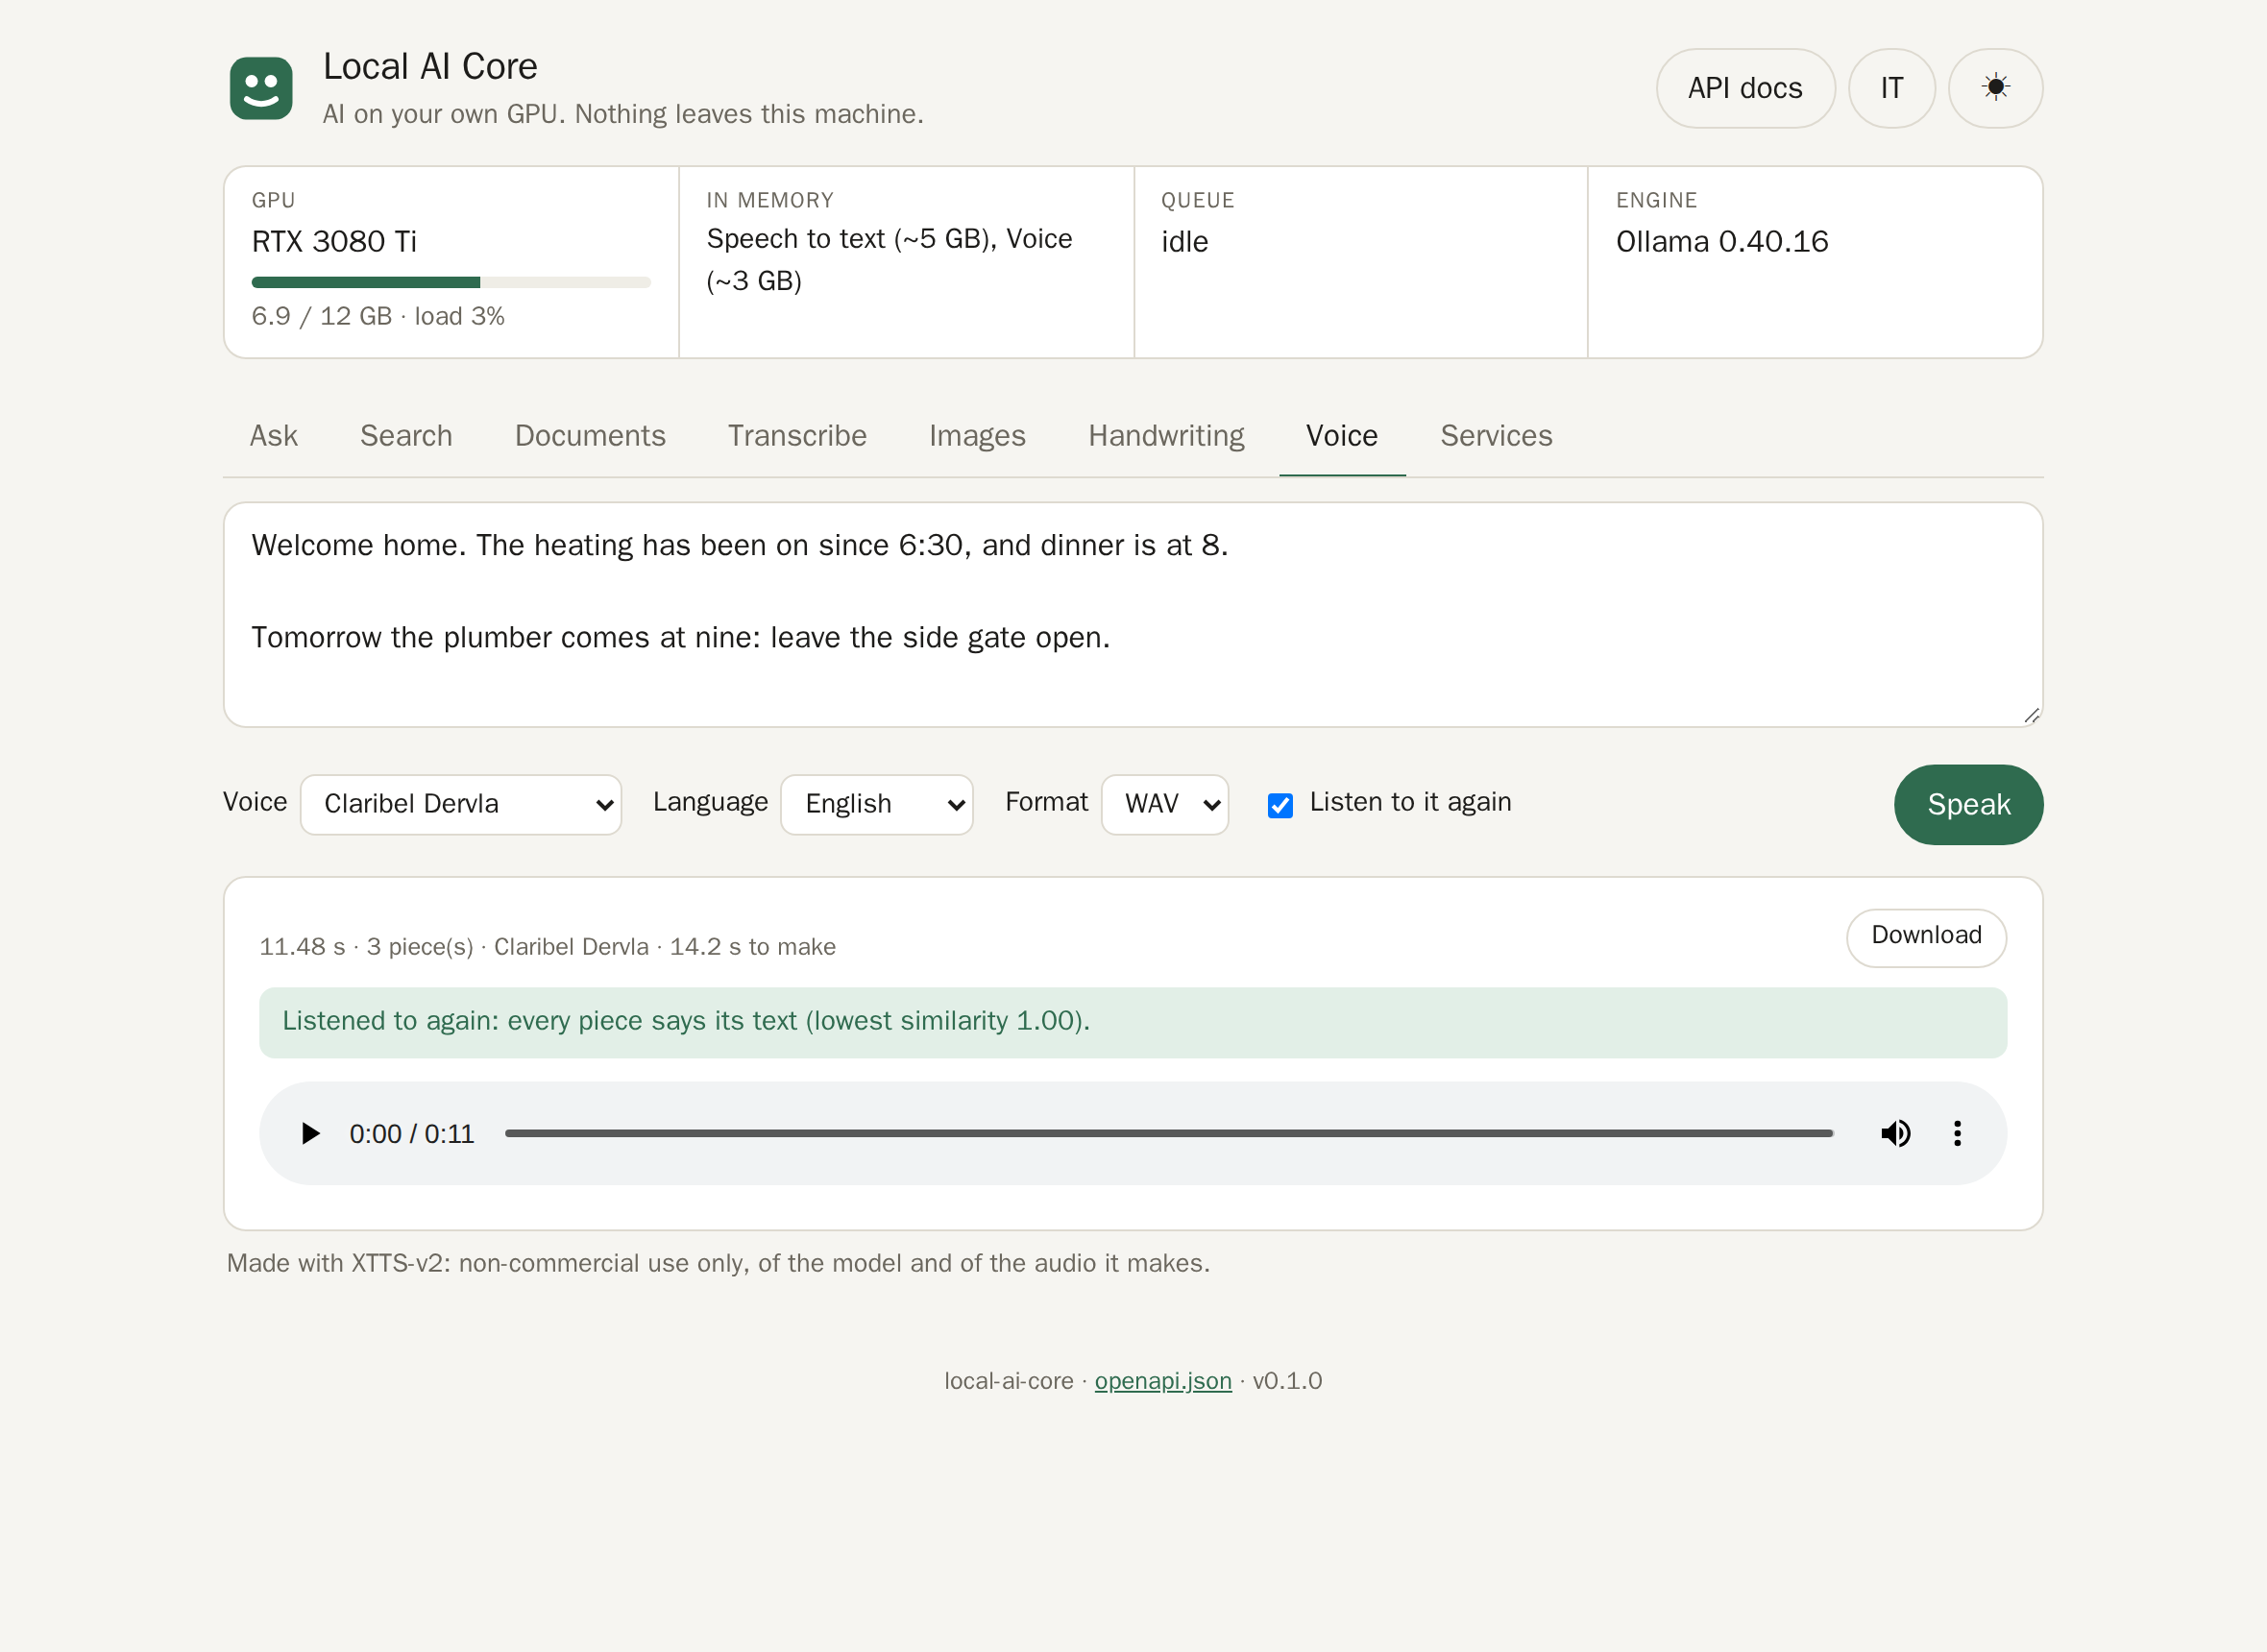 Local AI Core
AI on your own GPU. Nothing leaves this machine.
API docs
IT
GPU
RTX 3080 Ti
6.9 / 12 GB · load 3%
IN MEMORY
Speech to text (~5 GB), Voice
(~3 GB)
QUEUE
idle
ENGINE
Ollama 0.40.16
Ask Search Documents Transcribe Images Handwriting Voice Services
Welcome home. The heating has been on since 6:30, and dinner is at 8.
Tomorrow the plumber comes at nine: leave the side gate open.
Voice Claribel Dervla Language English Format WAV Listen to it again Speak
11.48 s · 3 piece(s) · Claribel Dervla · 14.2 s to make
Download
Listened to again: every piece says its text (lowest similarity 1.00).
0:00 / 0:11
Made with XTTS-v2: non-commercial use only, of the model and of the audio it makes.
local-ai-core · openapi.json · v0.1.0